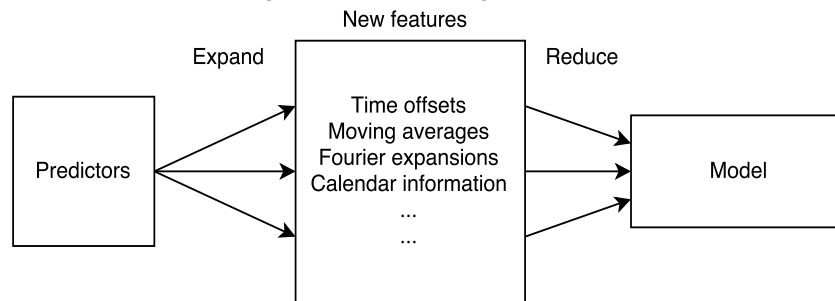 New features
Expand
Reduce
Predictors
Time offsets
Moving averages
Fourier expansions
Calendar information
...
...
Model